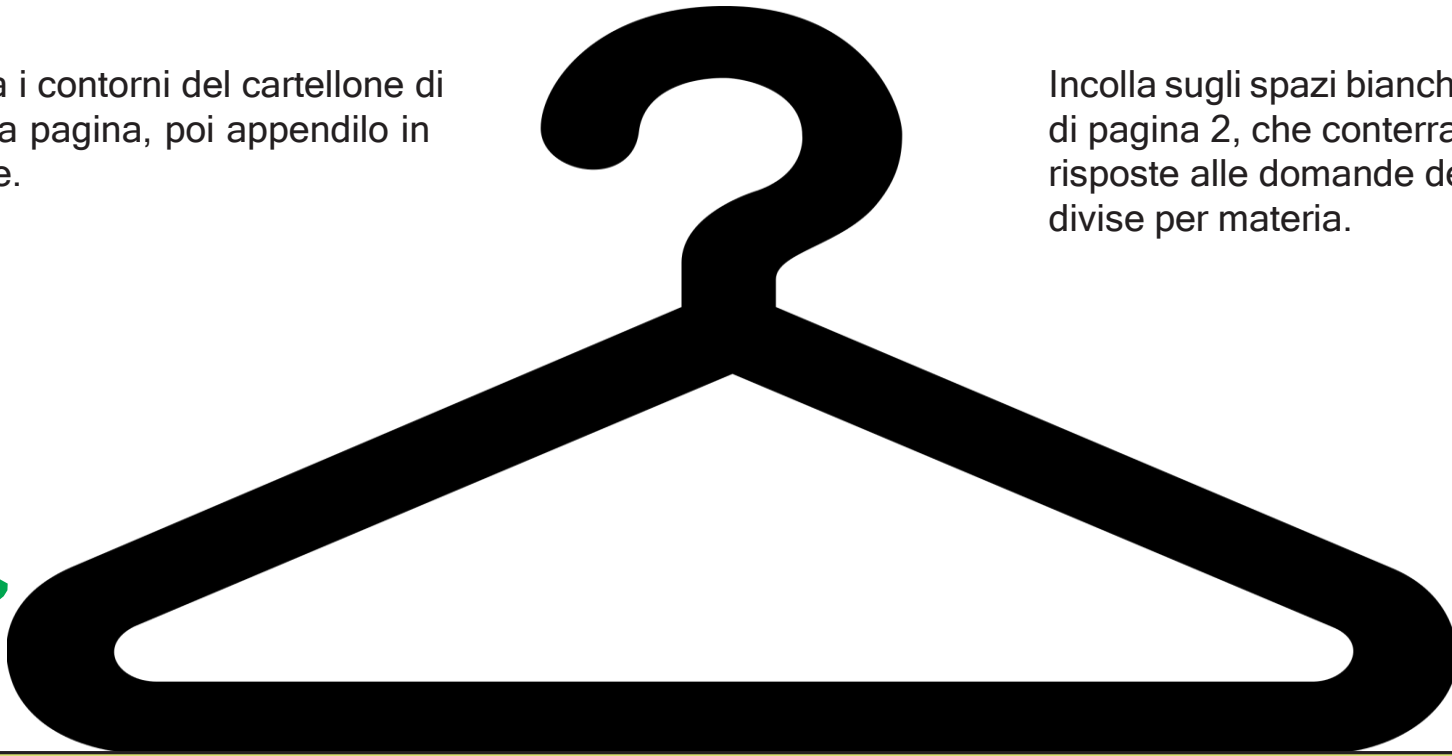 i contorni del cartellone di
pagina, poi appendilo in
Incolla sugli spazi bianch
di pagina 2, che conterra
risposte alle domande de
divise per materia.